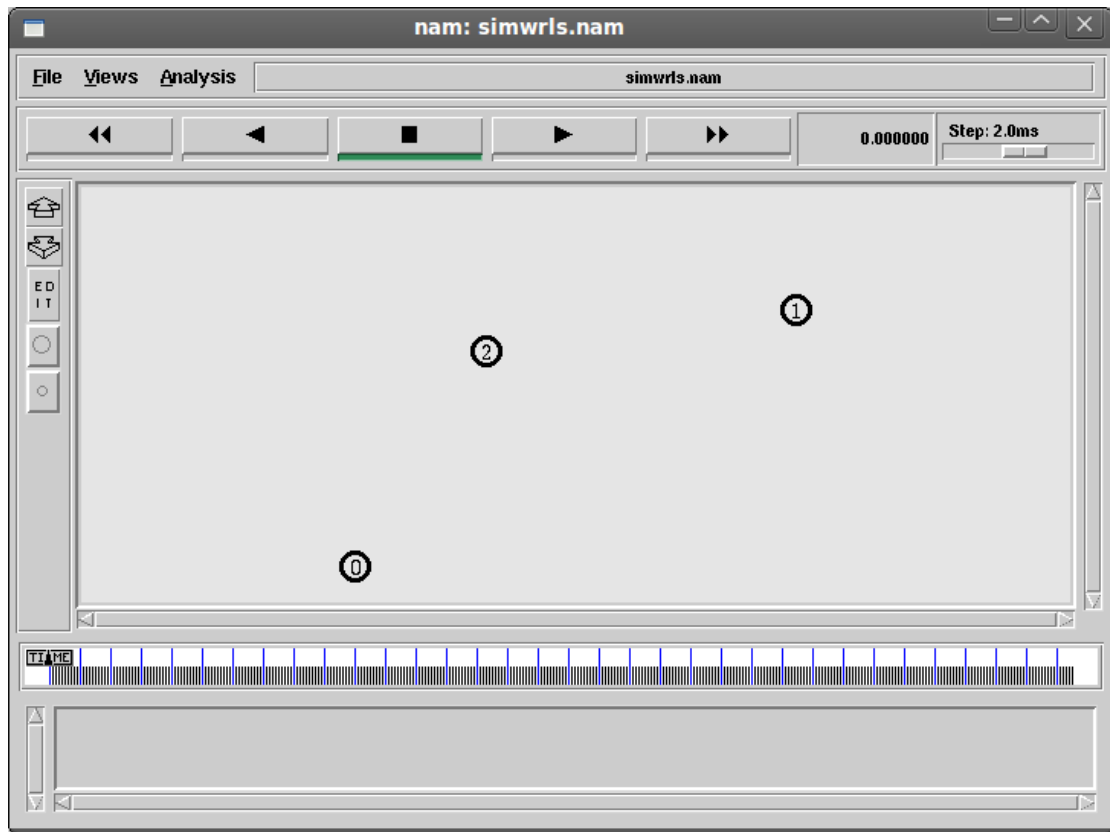 nam: simwrls.nam
File Views Analysis simwrls.nam
0.000000 Step: 2.0ms
ED
IT
1
2
0
TIME